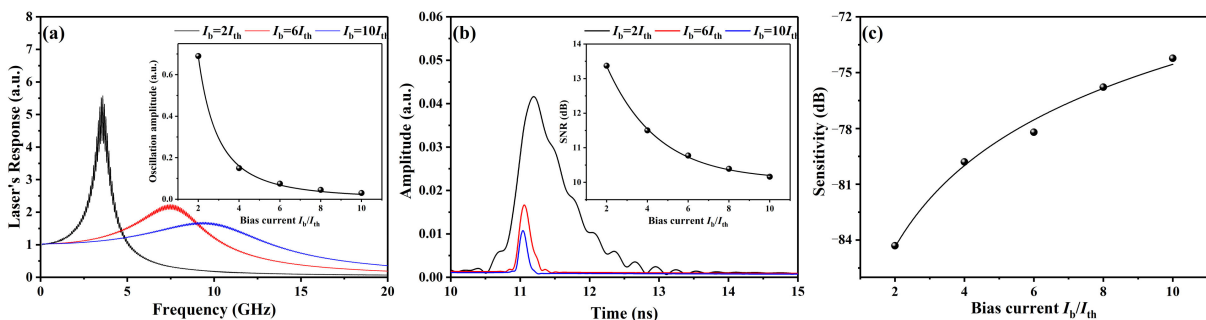 (a)
I_b=2I_th I_b=6I_th I_b=10I_th
Laser's Response (a.u.)
8
7
6
5
4
3
2
1
0
0 5 10 15 20
Frequency (GHz)
Oscillation amplitude (a.u.)
0.6
0.4
0.2
0.0
2 4 6 8 10
Bias current I_b/I_th
(b)
I_b=2I_th I_b=6I_th I_b=10I_th
Amplitude (a.u.)
0.06
0.05
0.04
0.03
0.02
0.01
0.00
10 11 12 13 14 15
Time (ns)
SNR (dB)
14
13
12
11
10
2 4 6 8 10
Bias current I_b/I_th
(c)
Sensitivity (dB)
−72
−75
−78
−81
−84
2 4 6 8 10
Bias current I_b/I_th